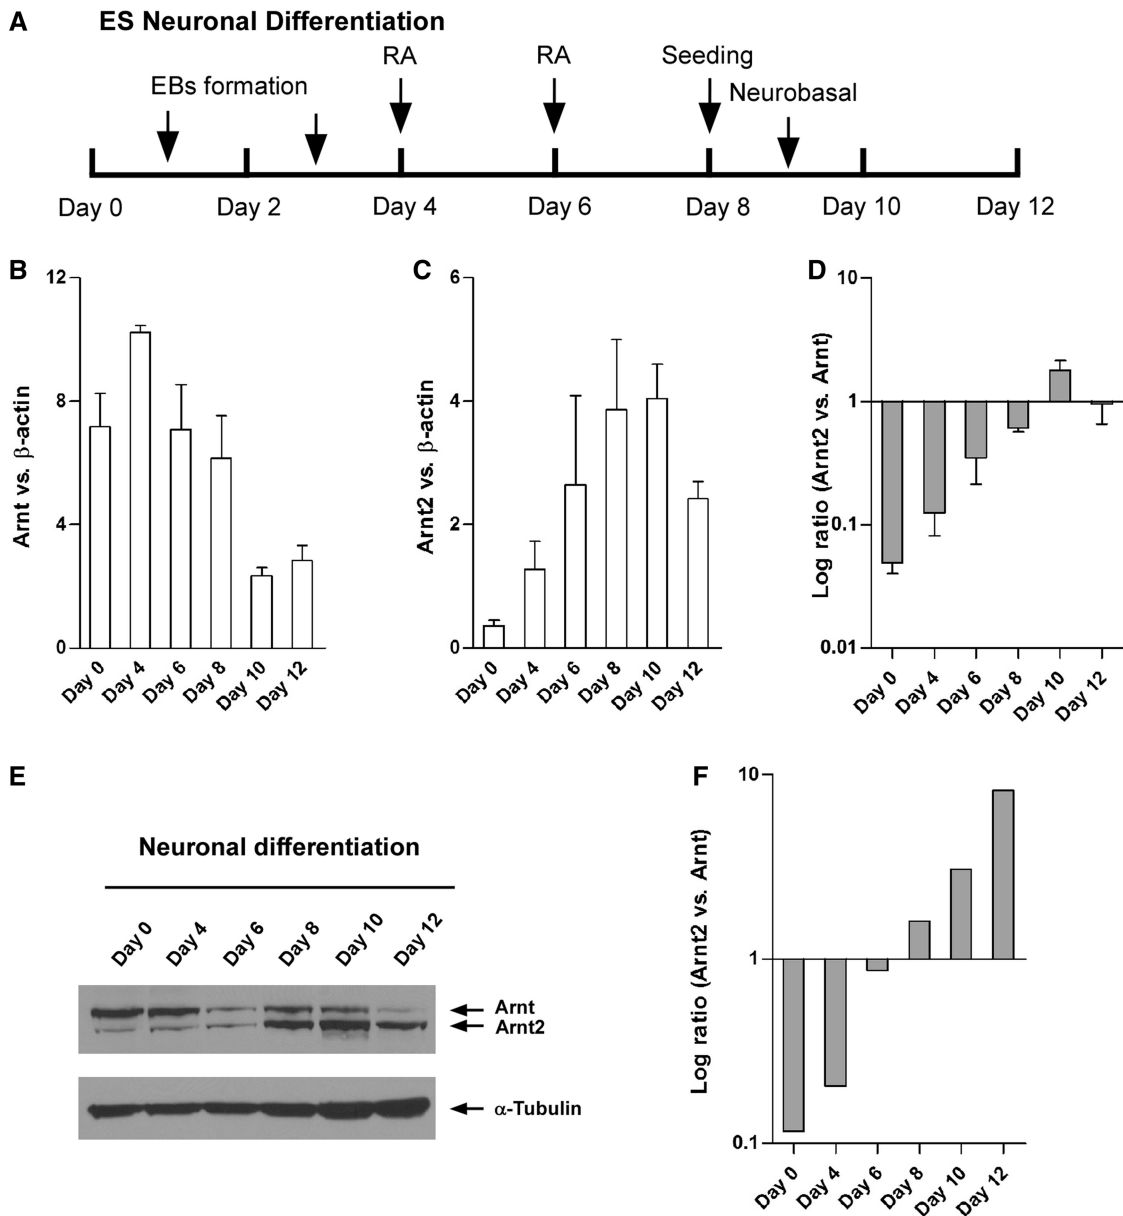 A
ES Neuronal Differentiation
RA
RA
Seeding
EBs formation
Neurobasal
Day 0
Day 2
Day 4
Day 6
Day 8
Day 10
Day 12
B
Arnt vs. β-actin
12
8
4
0
Day 0
Day 4
Day 6
Day 8
Day 10
Day 12
C
Arnt2 vs. β-actin
6
4
2
0
Day 0
Day 4
Day 6
Day 8
Day 10
Day 12
D
Log ratio (Arnt2 vs. Arnt)
10
1
0.1
0.01
Day 0
Day 4
Day 6
Day 8
Day 10
Day 12
E
Neuronal differentiation
Day 0
Day 4
Day 6
Day 8
Day 10
Day 12
Arnt
Arnt2
α-Tubulin
F
Log ratio (Arnt2 vs. Arnt)
10
1
0.1
Day 0
Day 4
Day 6
Day 8
Day 10
Day 12